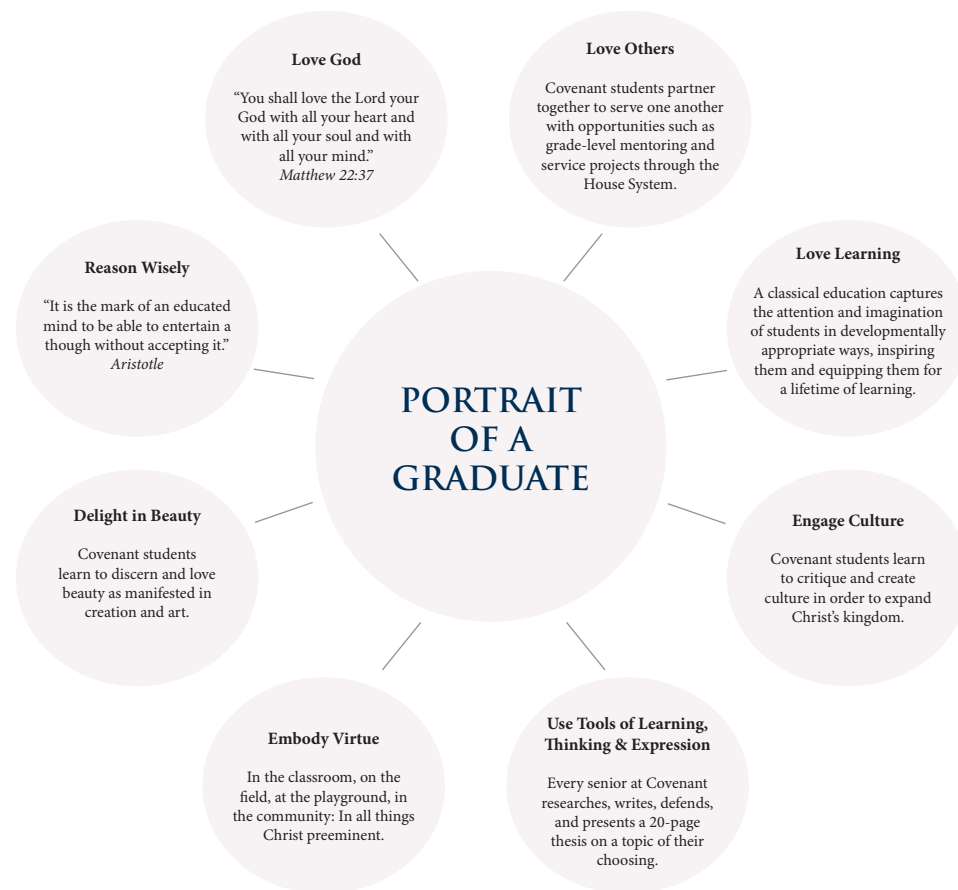 Love God
“You shall love the Lord your
God with all your heart and
with all your soul and with
all your mind.”
Matthew 22:37
Love Others
Covenant students partner
together to serve one another
with opportunities such as
grade-level mentoring and
service projects through the
House System.
Reason Wisely
“It is the mark of an educated
mind to be able to entertain a
though without accepting it.”
Aristotle
Love Learning
A classical education captures
the attention and imagination
of students in developmentally
appropriate ways, inspiring
them and equipping them for
a lifetime of learning.
PORTRAIT
OF A
GRADUATE
Delight in Beauty
Covenant students
learn to discern and love
beauty as manifested in
creation and art.
Engage Culture
Covenant students learn
to critique and create
culture in order to expand
Christ’s kingdom.
Embody Virtue
In the classroom, on the
field, at the playground, in
the community: In all things
Christ preeminent.
Use Tools of Learning,
Thinking & Expression
Every senior at Covenant
researches, writes, defends,
and presents a 20-page
thesis on a topic of their
choosing.